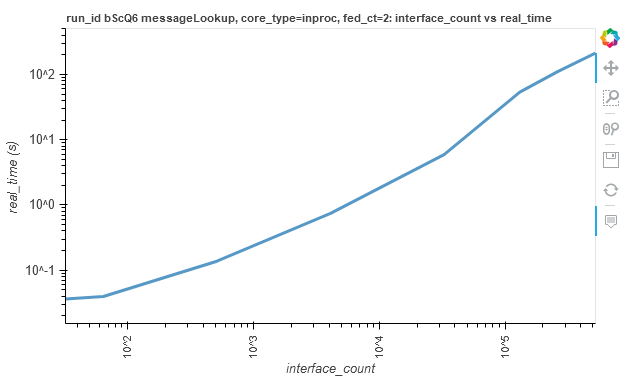 run_id bScQ6 messageLookup, core_type=inproc, fed_ct=2: interface_count vs real_time
real_time (s)
10^2
10^1
10^0
10^-1
10^2
10^3
10^4
10^5
interface_count